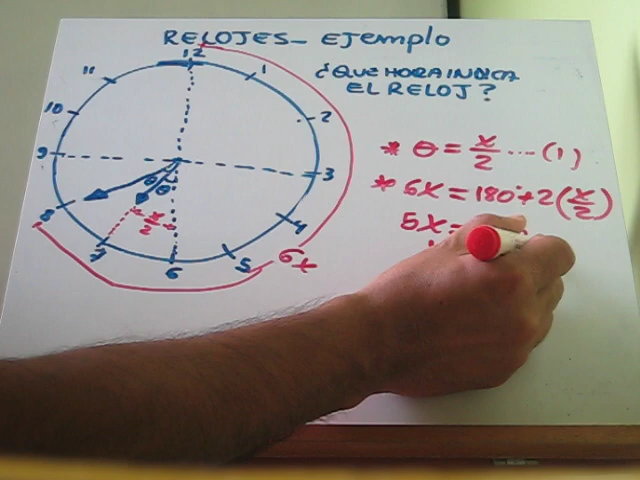 RELOJES_ EJemplo
¿QUE HORA INDICA
EL RELOJ?
12
1
2
3
4
5
6
7
8
9
10
11
θ
θ
x/2
6x
* θ = x/2 ... (1)
* 6x = 180° + 2(x/2)
5x =